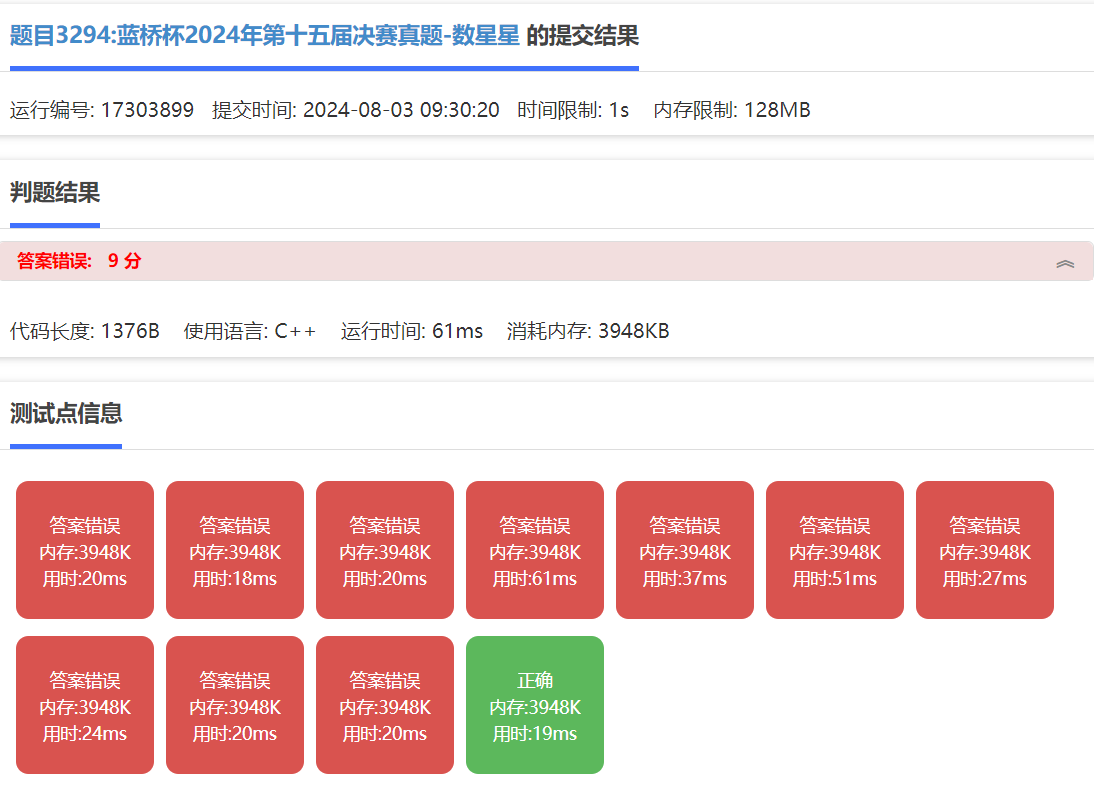 题目3294:蓝桥杯2024年第十五届决赛真题-数星星 的提交结果
运行编号: 17303899 提交时间: 2024-08-03 09:30:20 时间限制: 1s 内存限制: 128MB
判题结果
答案错误: 9 分
代码长度: 1376B 使用语言: C++ 运行时间: 61ms 消耗内存: 3948KB
测试点信息
答案错误
内存:3948K
用时:20ms
答案错误
内存:3948K
用时:18ms
答案错误
内存:3948K
用时:20ms
答案错误
内存:3948K
用时:61ms
答案错误
内存:3948K
用时:37ms
答案错误
内存:3948K
用时:51ms
答案错误
内存:3948K
用时:27ms
答案错误
内存:3948K
用时:24ms
答案错误
内存:3948K
用时:20ms
答案错误
内存:3948K
用时:20ms
正确
内存:3948K
用时:19ms